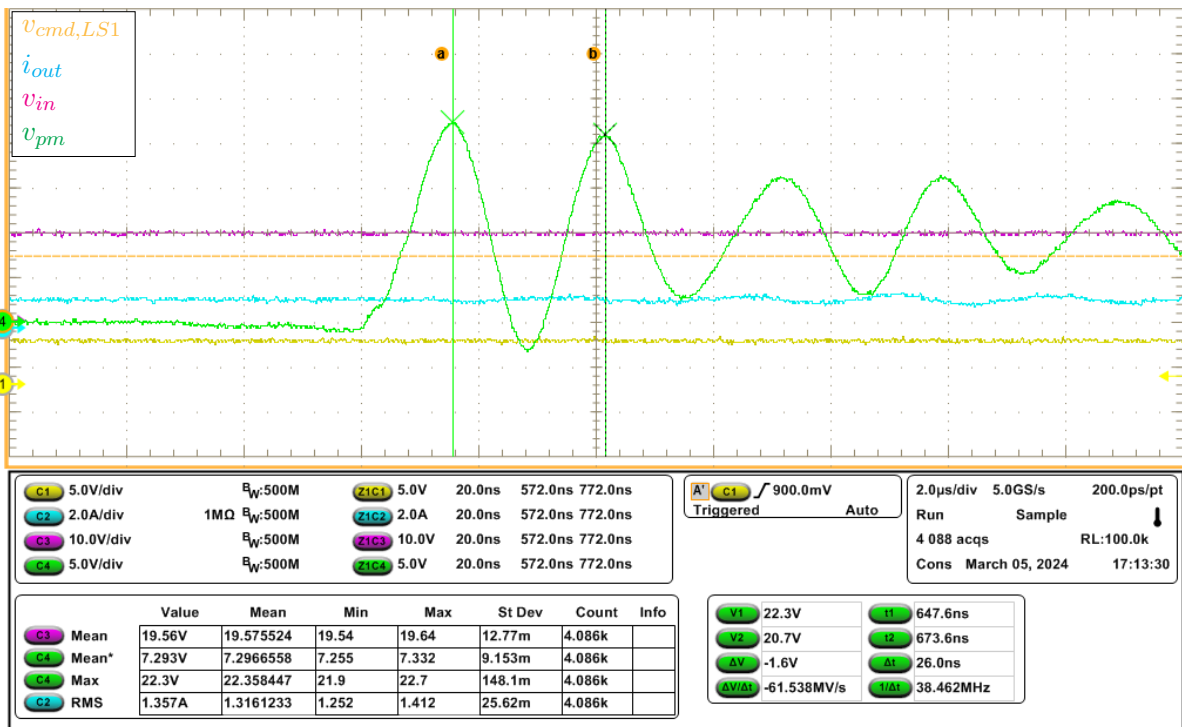 v_cmd,LS1
a
b
i_out
v_in
v_pm
4
1
C1 5.0V/div BW:500M Z1C1 5.0V 20.0ns 572.0ns 772.0ns
C2 2.0A/div 1MΩ BW:500M Z1C2 2.0A 20.0ns 572.0ns 772.0ns
C3 10.0V/div BW:500M Z1C3 10.0V 20.0ns 572.0ns 772.0ns
C4 5.0V/div BW:500M Z1C4 5.0V 20.0ns 572.0ns 772.0ns
A' C1 900.0mV
Triggered Auto
2.0µs/div 5.0GS/s 200.0ps/pt
Run Sample
4 088 acqs RL:100.0k
Cons March 05, 2024 17:13:30
Value Mean Min Max St Dev Count Info
C3 Mean 19.56V 19.575524 19.54 19.64 12.77m 4.086k
C4 Mean* 7.293V 7.2966558 7.255 7.332 9.153m 4.086k
C4 Max 22.3V 22.358447 21.9 22.7 148.1m 4.086k
C2 RMS 1.357A 1.3161233 1.252 1.412 25.62m 4.086k
V1 22.3V t1 647.6ns
V2 20.7V t2 673.6ns
ΔV -1.6V Δt 26.0ns
ΔV/Δt -61.538MV/s 1/Δt 38.462MHz